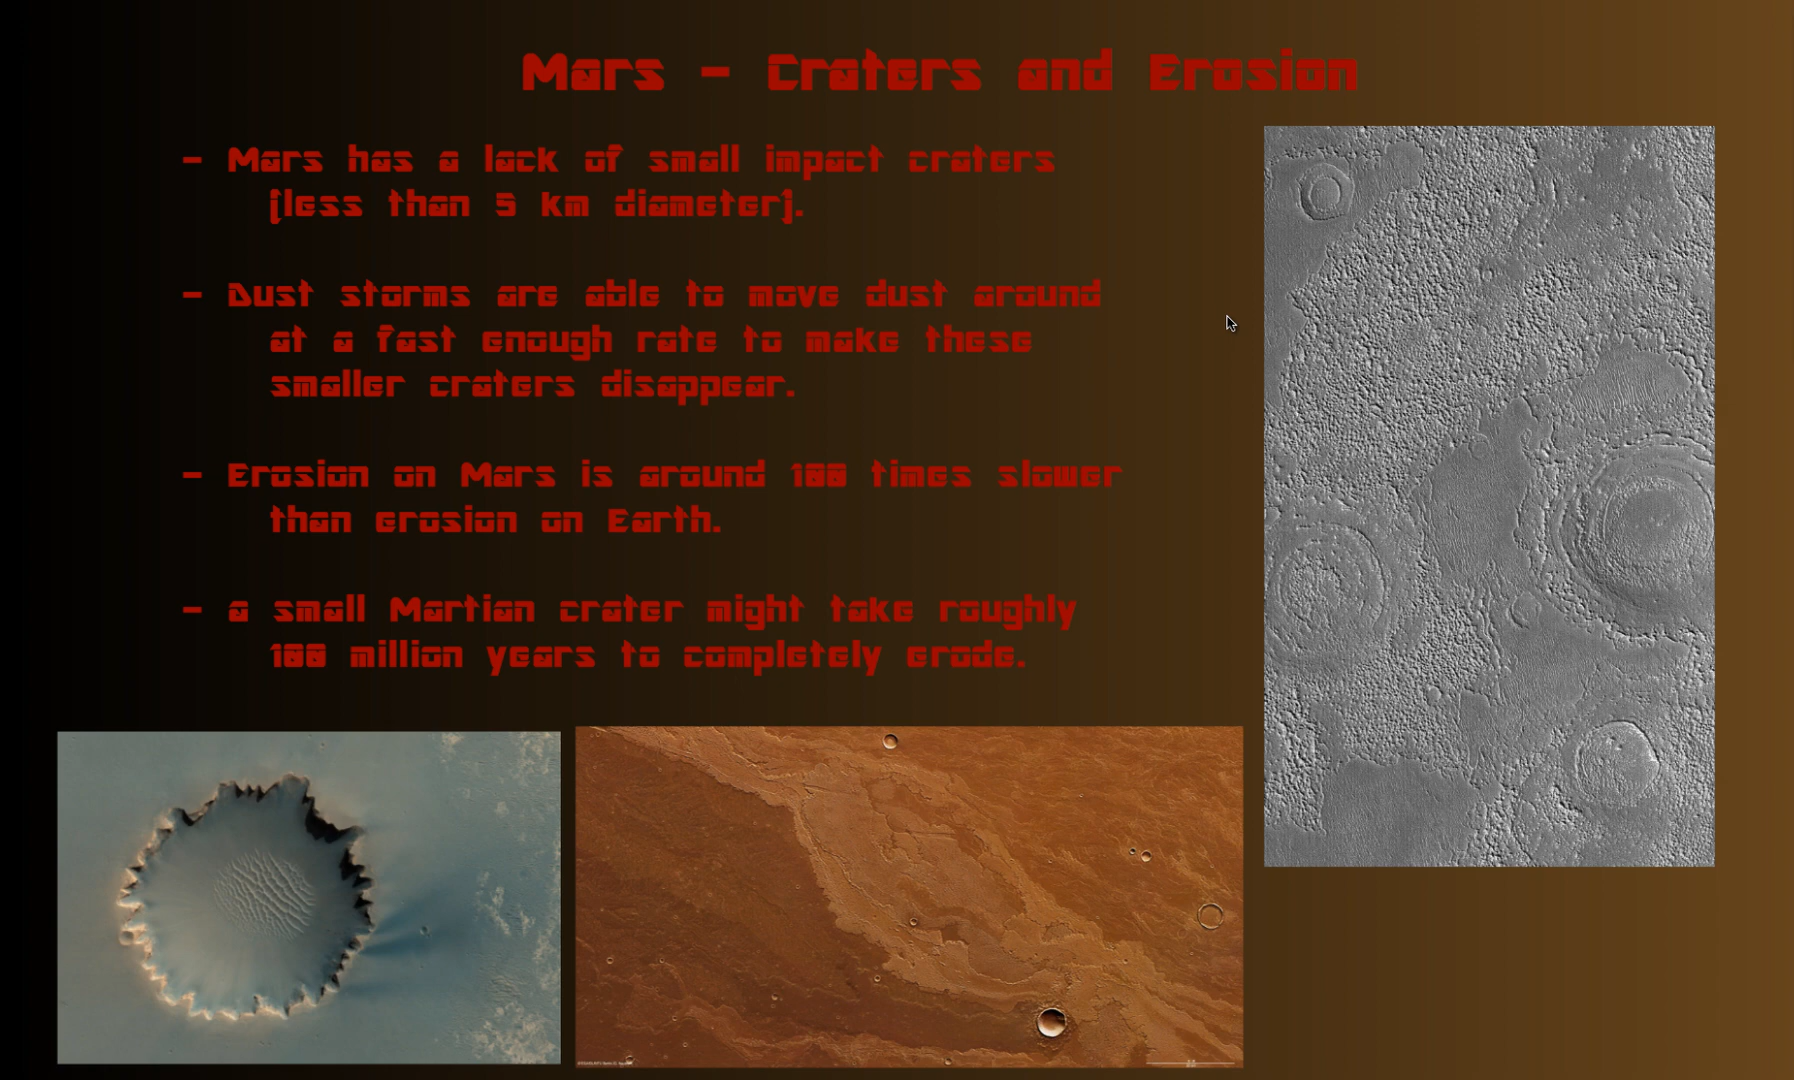 Mars - Craters and Erosion
- Mars has a lack of small impact craters
(less than 5 km diameter).
- Dust storms are able to move dust around
at a fast enough rate to make these
smaller craters disappear.
- Erosion on Mars is around 100 times slower
than erosion on Earth.
- a small Martian crater might take roughly
100 million years to completely erode.